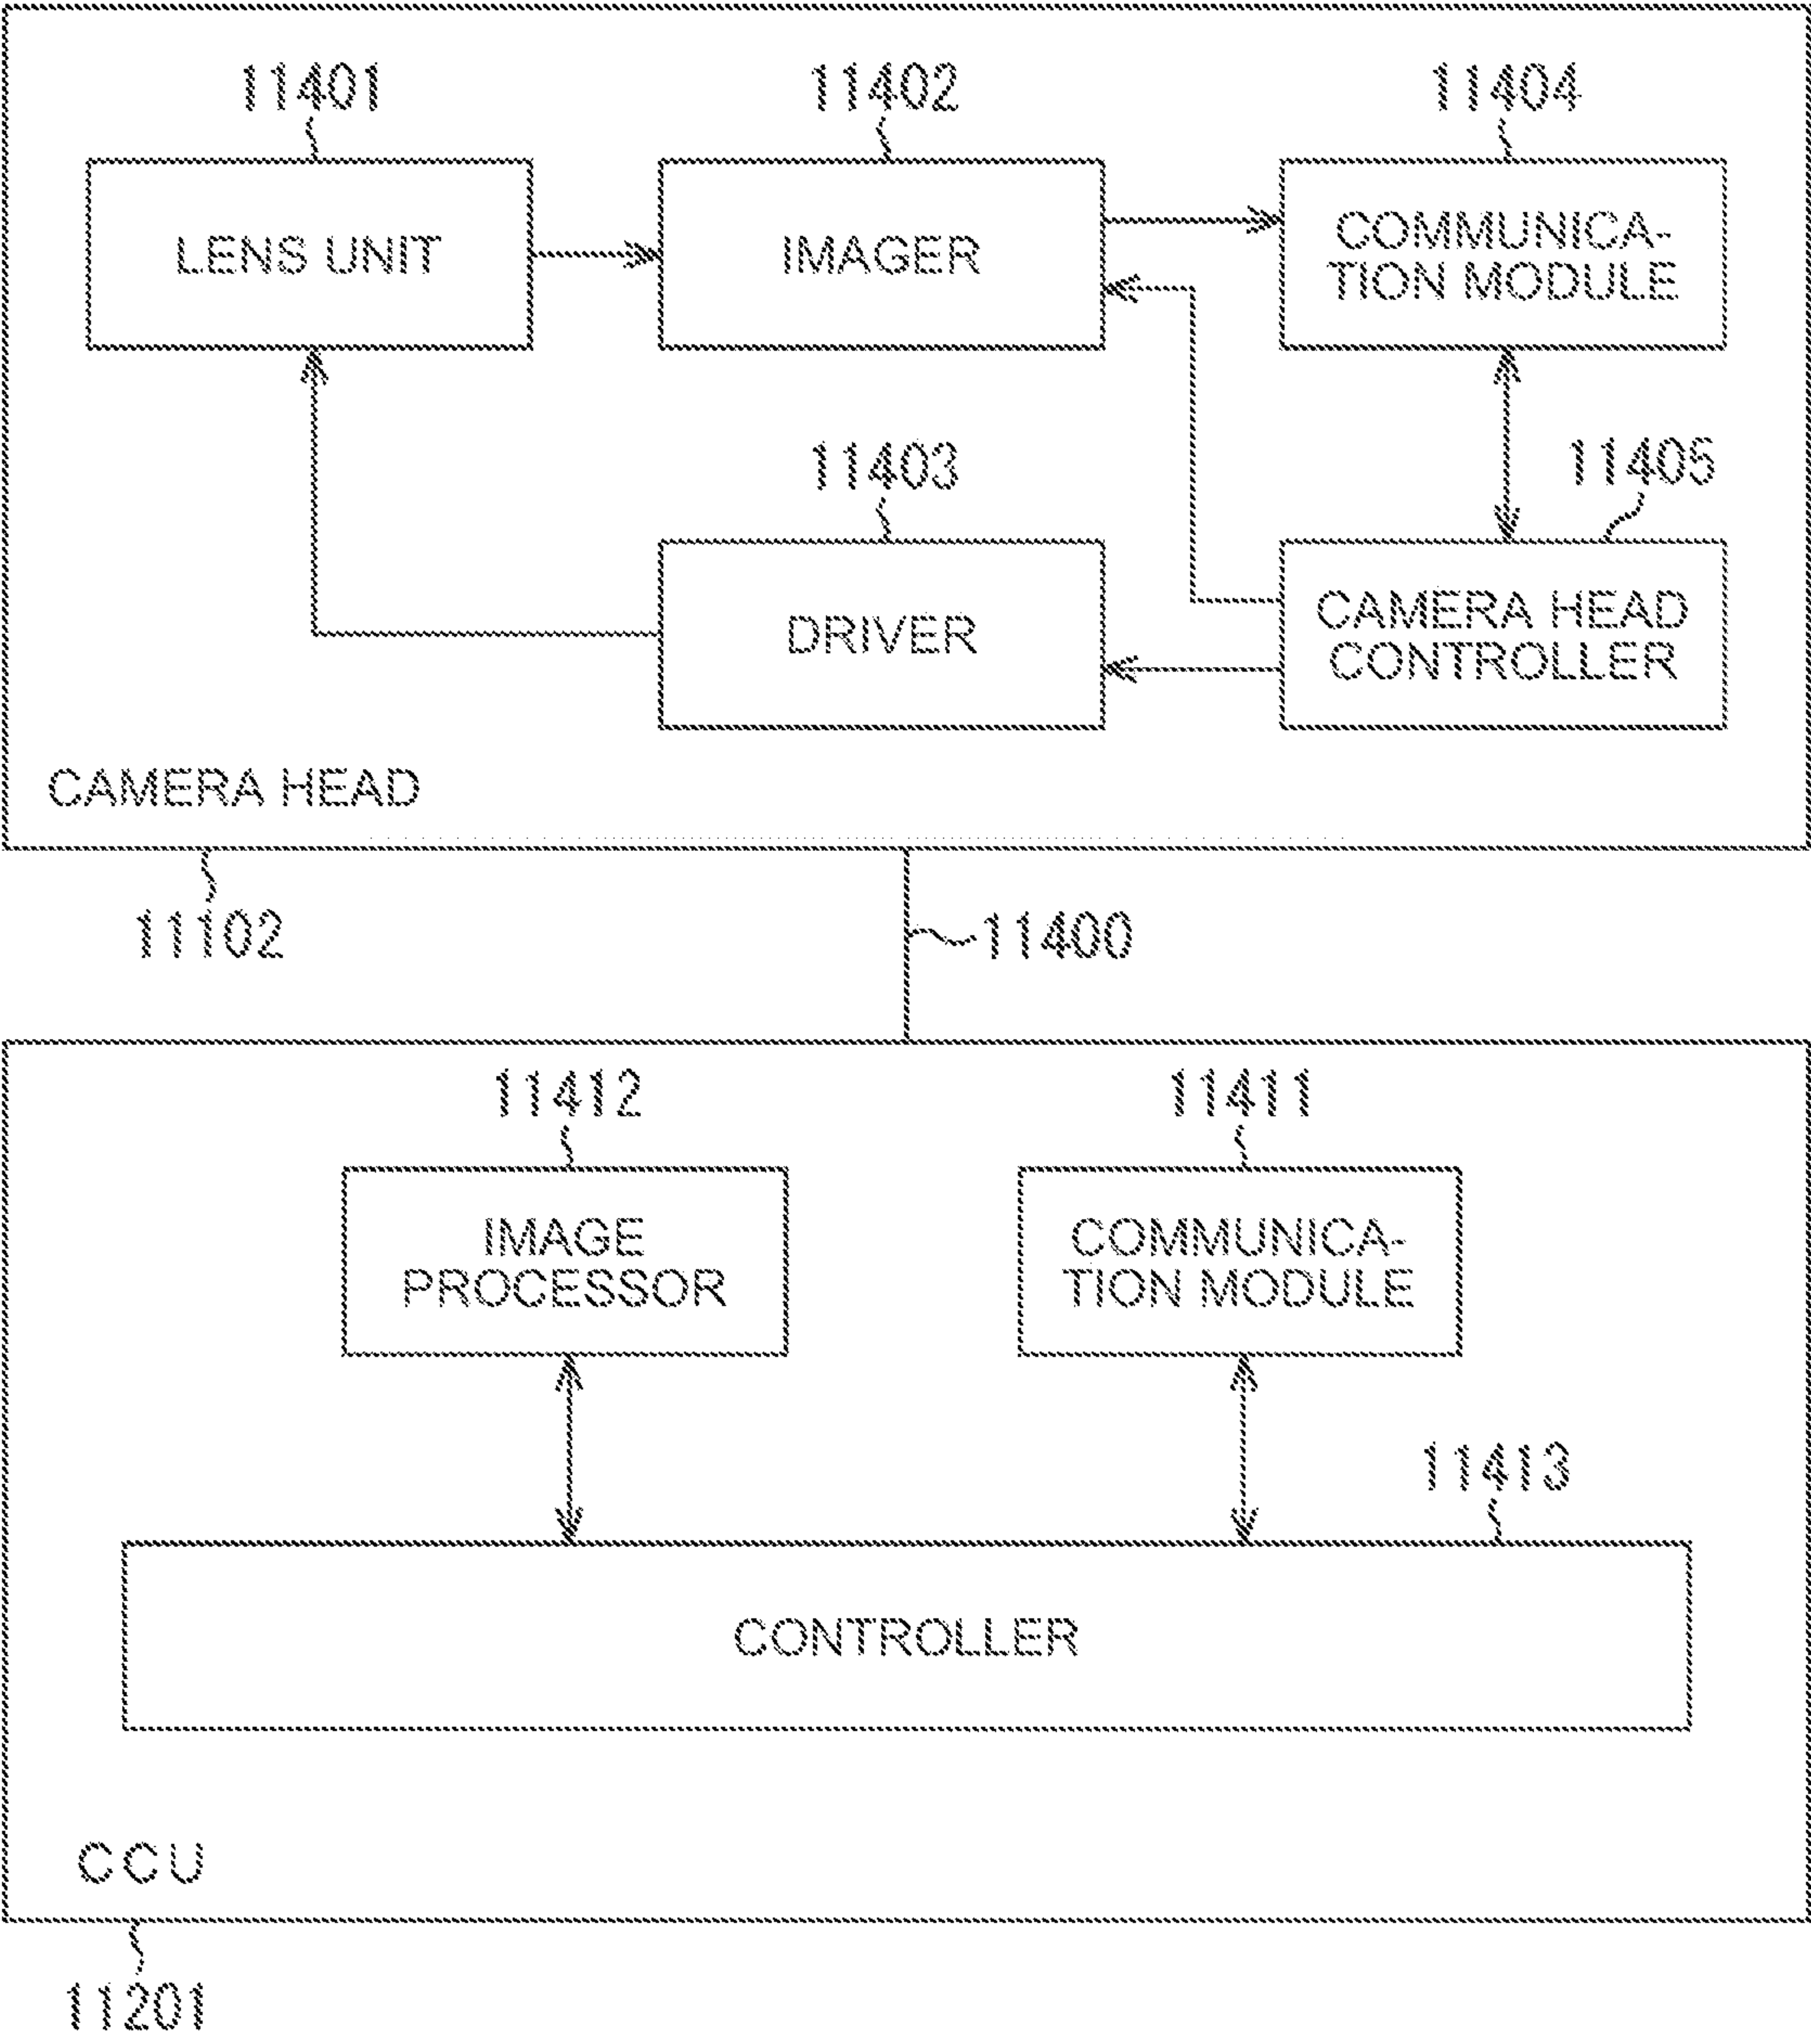 11401
11402
11404
LENS UNIT
IMAGER
COMMUNICA-
TION MODULE
11403
11405
DRIVER
CAMERA HEAD
CONTROLLER
CAMERA HEAD
11102
11400
11412
11411
IMAGE
PROCESSOR
COMMUNICA-
TION MODULE
11413
CONTROLLER
CCU
11201